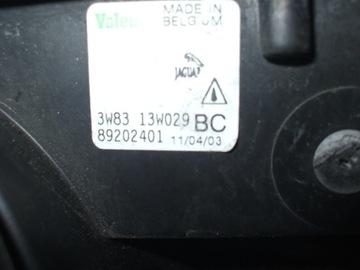 Valeo MADE IN
BELGIUM
JAGUAR
3W83 13W029 BC
89202401 11/04/03